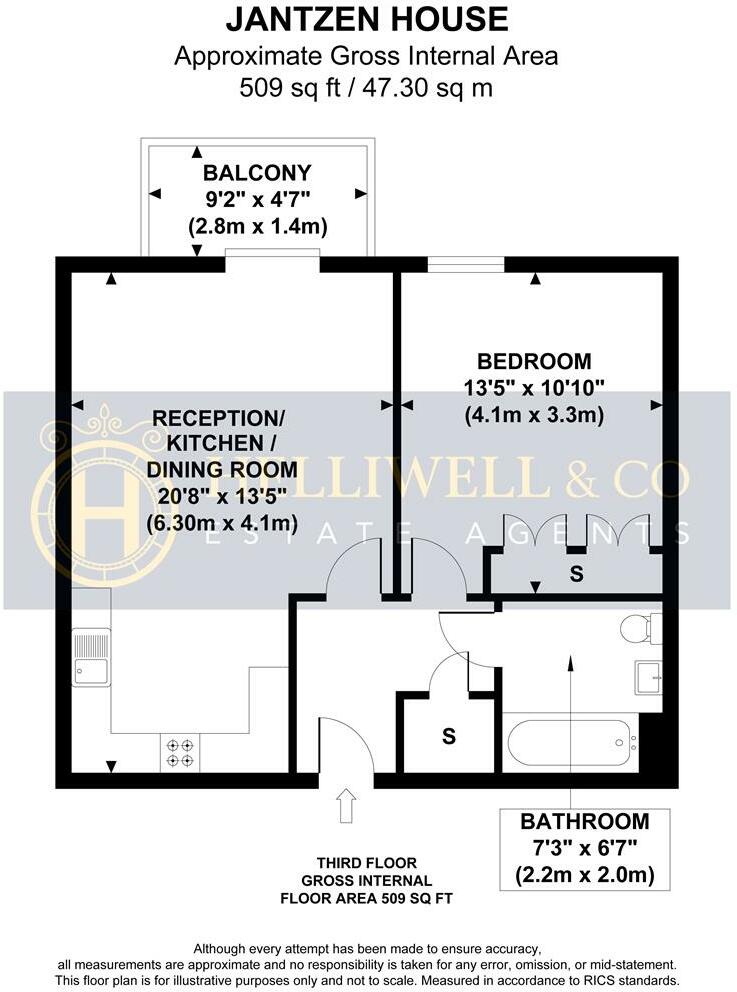 JANTZEN HOUSE
Approximate Gross Internal Area
509 sq ft / 47.30 sq m
BALCONY
9'2" x 4'7"
(2.8m x 1.4m)
BEDROOM
13'5" x 10'10"
(4.1m x 3.3m)
RECEPTION/
KITCHEN /
DINING ROOM
20'8" x 13'5"
(6.30m x 4.1m)
H
HELLIWELL & CO
ESTATE AGENTS
S
S
BATHROOM
7'3" x 6'7"
(2.2m x 2.0m)
THIRD FLOOR
GROSS INTERNAL
FLOOR AREA 509 SQ FT
Although every attempt has been made to ensure accuracy,
all measurements are approximate and no responsibility is taken for any error, omission, or mid-statement.
This floor plan is for illustrative purposes only and not to scale. Measured in accordance to RICS standards.